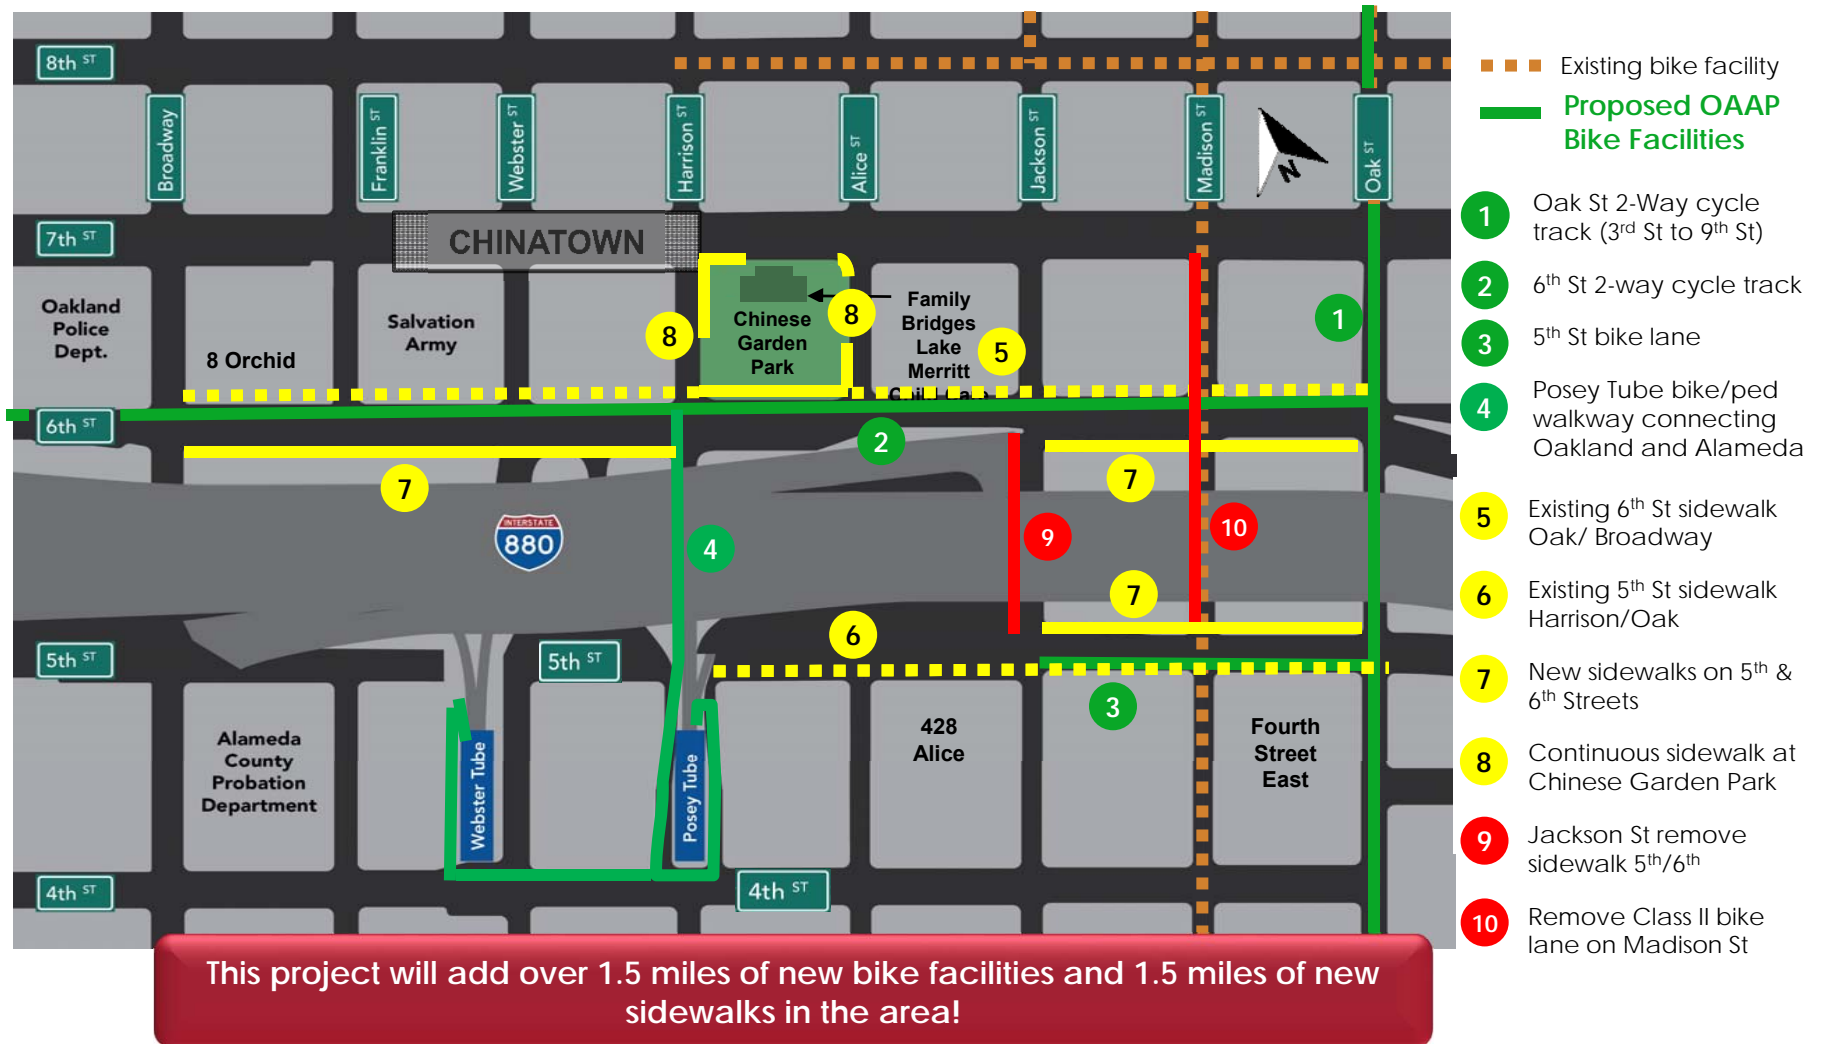 8th ST
Broadway
Franklin ST
Webster ST
Harrison ST
Alice ST
Jackson ST
Madison ST
Oak ST
N
7th ST
CHINATOWN
Oakland
Police
Dept.
8 Orchid
Salvation
Army
8
Chinese
Garden
Park
8
Family
Bridges
Lake
Merritt
Child Care
5
1
6th ST
2
7
7
INTERSTATE
880
4
9
10
7
6
5th ST
5th ST
3
Alameda
County
Probation
Department
Webster Tube
Posey Tube
428
Alice
Fourth
Street
East
4th ST
4th ST
This project will add over 1.5 miles of new bike facilities and 1.5 miles of new
sidewalks in the area!
Existing bike facility
Proposed OAAP
Bike Facilities
1 Oak St 2-Way cycle
track (3rd St to 9th St)
2 6th St 2-way cycle track
3 5th St bike lane
4 Posey Tube bike/ped
walkway connecting
Oakland and Alameda
5 Existing 6th St sidewalk
Oak/ Broadway
6 Existing 5th St sidewalk
Harrison/Oak
7 New sidewalks on 5th &
6th Streets
8 Continuous sidewalk at
Chinese Garden Park
9 Jackson St remove
sidewalk 5th/6th
10 Remove Class II bike
lane on Madison St